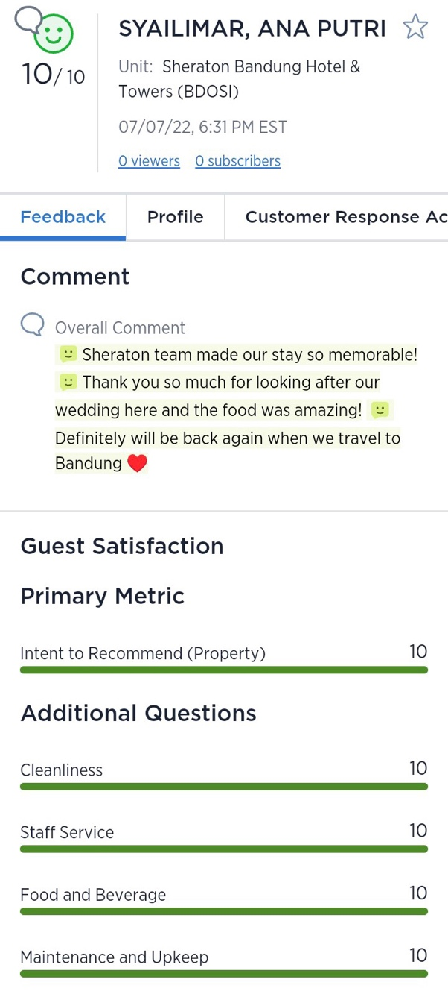 SYAILIMAR, ANA PUTRI
10/ 10
Unit: Sheraton Bandung Hotel &
Towers (BDOSI)
07/07/22, 6:31 PM EST
0 viewers 0 subscribers
Feedback Profile Customer Response Ac
Comment
Overall Comment
Sheraton team made our stay so memorable!
Thank you so much for looking after our
wedding here and the food was amazing!
Definitely will be back again when we travel to
Bandung ❤️
Guest Satisfaction
Primary Metric
Intent to Recommend (Property) 10
Additional Questions
Cleanliness 10
Staff Service 10
Food and Beverage 10
Maintenance and Upkeep 10